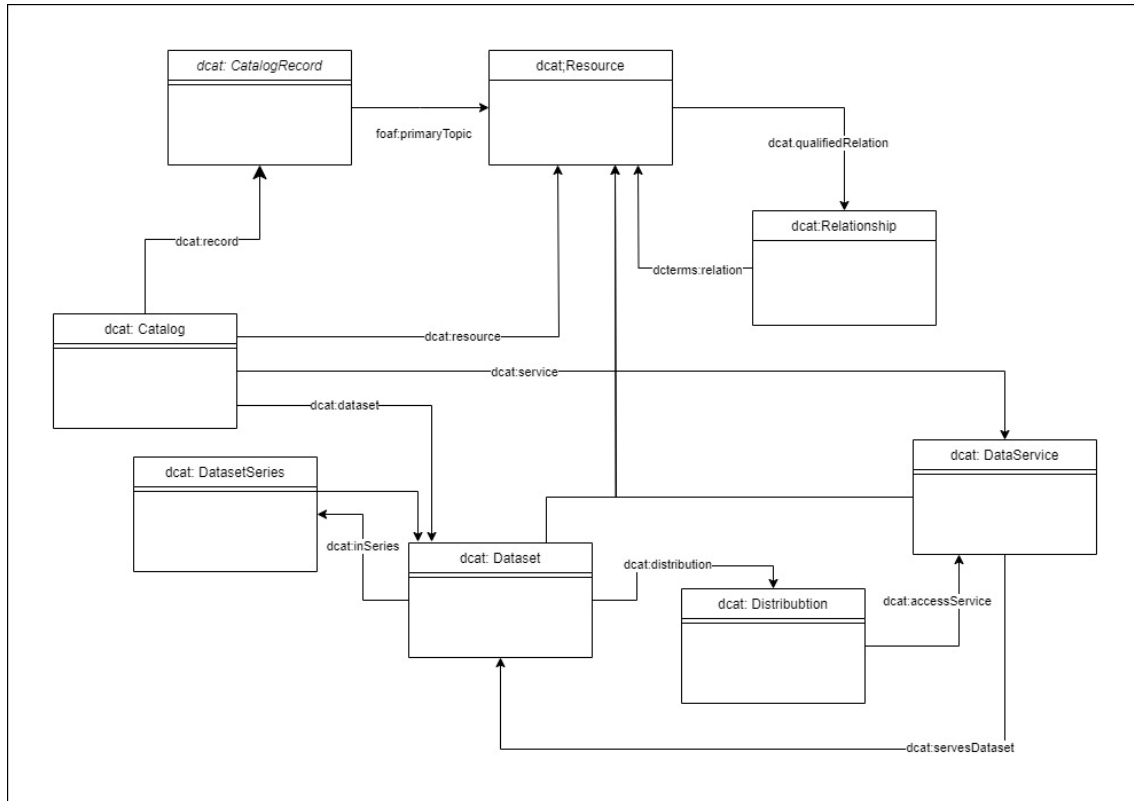 dcat: CatalogRecord
dcat;Resource
foaf:primaryTopic
dcat.qualifiedRelation
dcat:Relationship
dcat:record
dcterms:relation
dcat: Catalog
dcat:resource
dcat:service
dcat:dataset
dcat: DataService
dcat: DatasetSeries
dcat:inSeries
dcat: Dataset
dcat:distribution
dcat: Distribubtion
dcat:accessService
dcat:servesDataset